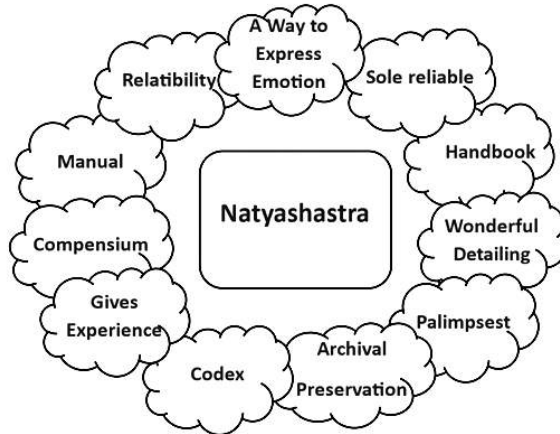 A Way to
Express
Emotion
Relatibility
Sole reliable
Manual
Handbook
Natyashastra
Compensium
Wonderful
Detailing
Gives
Experience
Palimpsest
Codex
Archival
Preservation